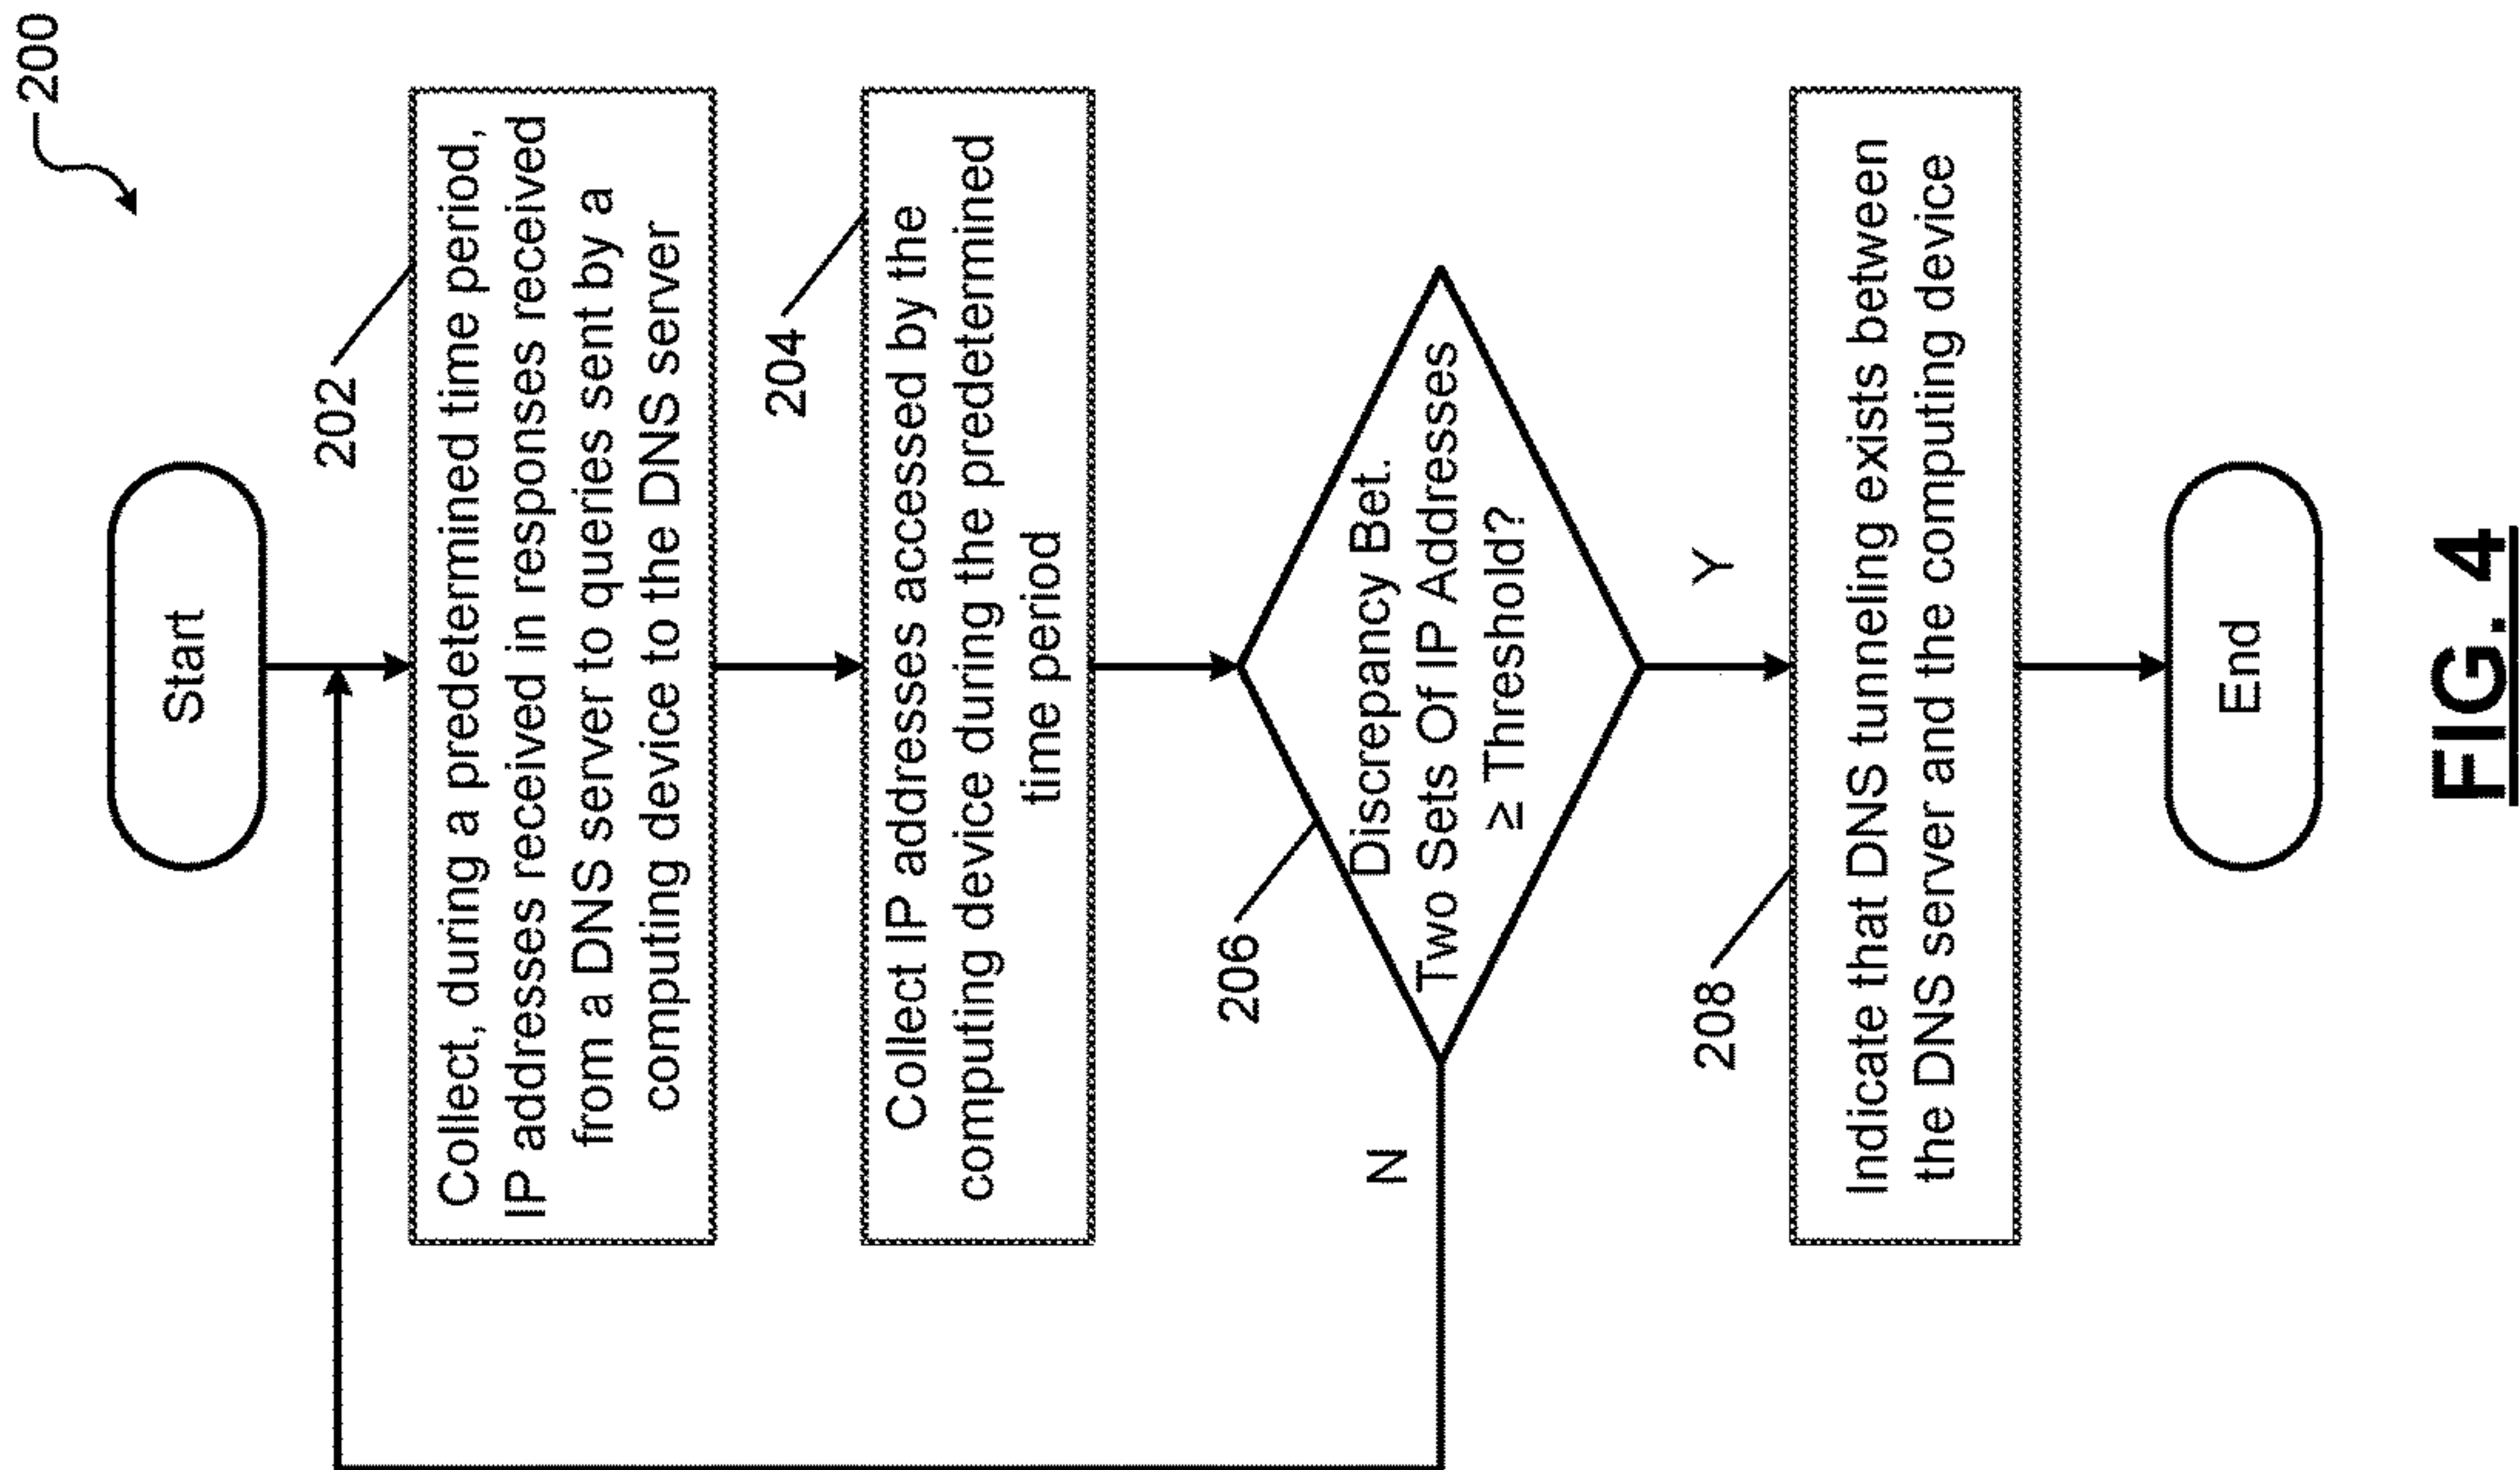 200
Start
202
Collect, during a predetermined time period,
IP addresses received in responses received
from a DNS server to queries sent by a
computing device to the DNS server
204
Collect IP addresses accessed by the
computing device during the predetermined
time period
206
Discrepancy Bet.
Two Sets Of IP Addresses
≥ Threshold?
N
Y
208
Indicate that DNS tunneling exists between
the DNS server and the computing device
End
FIG. 4